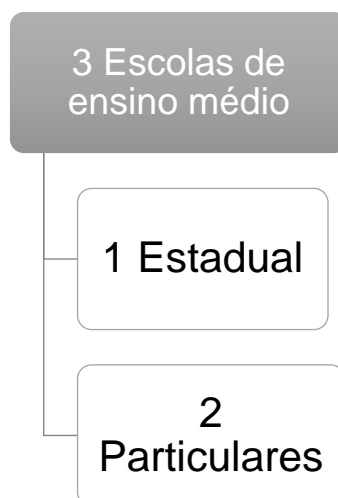 3 Escolas de
ensino médio
1 Estadual
2
Particulares